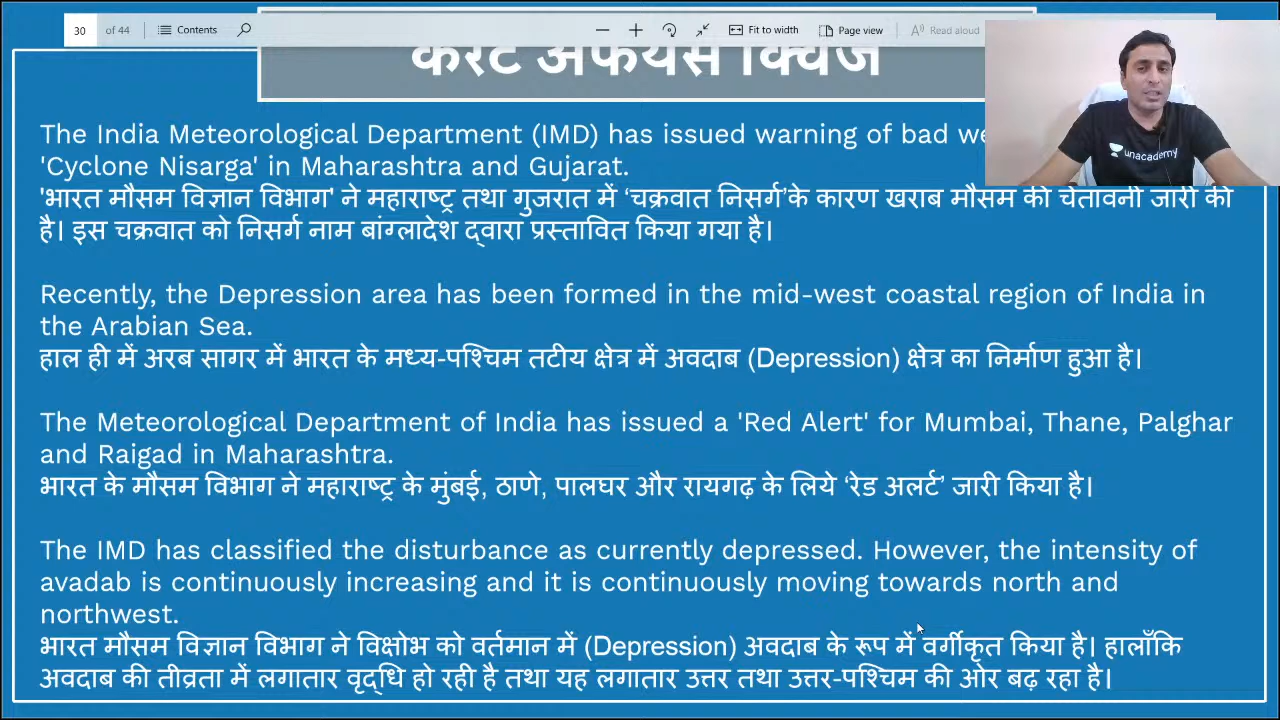 30 of 44 Contents Fit to width Page view Read aloud
करेंट अफेयर्स क्विज
The India Meteorological Department (IMD) has issued warning of bad
'Cyclone Nisarga' in Maharashtra and Gujarat.
unacademy
'भारत मौसम विज्ञान विभाग' ने महाराष्ट्र तथा गुजरात में ‘चक्रवात निसर्ग’के कारण खराब मौसम की चेतावनी जारी की
है। इस चक्रवात को निसर्ग नाम बांग्लादेश द्वारा प्रस्तावित किया गया है।
Recently, the Depression area has been formed in the mid-west coastal region of India in
the Arabian Sea.
हाल ही में अरब सागर में भारत के मध्य-पश्चिम तटीय क्षेत्र में अवदाब (Depression) क्षेत्र का निर्माण हुआ है।
The Meteorological Department of India has issued a 'Red Alert' for Mumbai, Thane, Palghar
and Raigad in Maharashtra.
भारत के मौसम विभाग ने महाराष्ट्र के मुंबई, ठाणे, पालघर और रायगढ़ के लिये ‘रेड अलर्ट’ जारी किया है।
The IMD has classified the disturbance as currently depressed. However, the intensity of
avadab is continuously increasing and it is continuously moving towards north and
northwest.
भारत मौसम विज्ञान विभाग ने विक्षोभ को वर्तमान में (Depression) अवदाब के रूप में वर्गीकृत किया है। हालाँकि
अवदाब की तीव्रता में लगातार वृद्धि हो रही है तथा यह लगातार उत्तर तथा उत्तर-पश्चिम की ओर बढ़ रहा है।